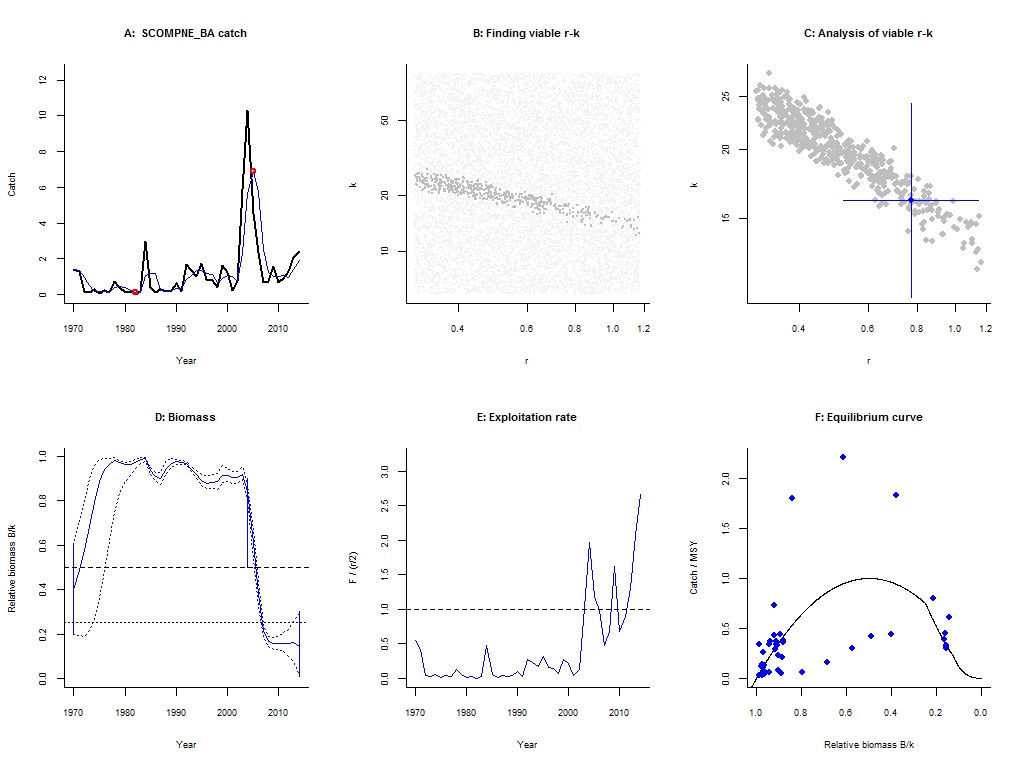 A:  SCOMPNE_BA catch
Catch
0 2 4 6 8 10 12
1970 1980 1990 2000 2010
Year
B: Finding viable r-k
k
10 20 50
0.4 0.6 0.8 1.0 1.2
r
C: Analysis of viable r-k
k
15 20 25
0.4 0.6 0.8 1.0 1.2
r
D: Biomass
Relative biomass B/k
0.0 0.2 0.4 0.6 0.8 1.0
1970 1980 1990 2000 2010
Year
E: Exploitation rate
F / (r/2)
0.0 0.5 1.0 1.5 2.0 2.5 3.0
1970 1980 1990 2000 2010
Year
F: Equilibrium curve
Catch / MSY
0.0 0.5 1.0 1.5 2.0
1.0 0.8 0.6 0.4 0.2 0.0
Relative biomass B/k